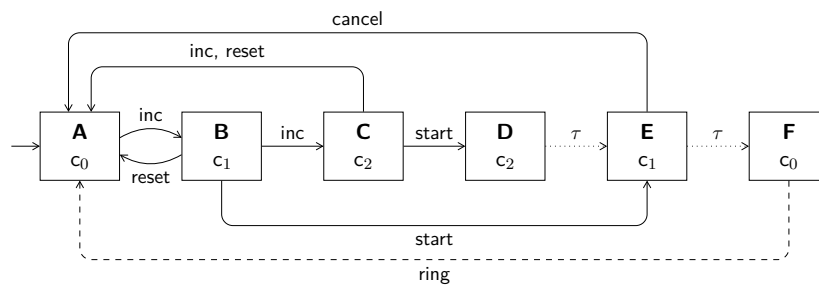 cancel
inc, reset
A inc B inc C start D τ E τ F
c0 c1 c2 c2 c1 c0
reset
start
ring